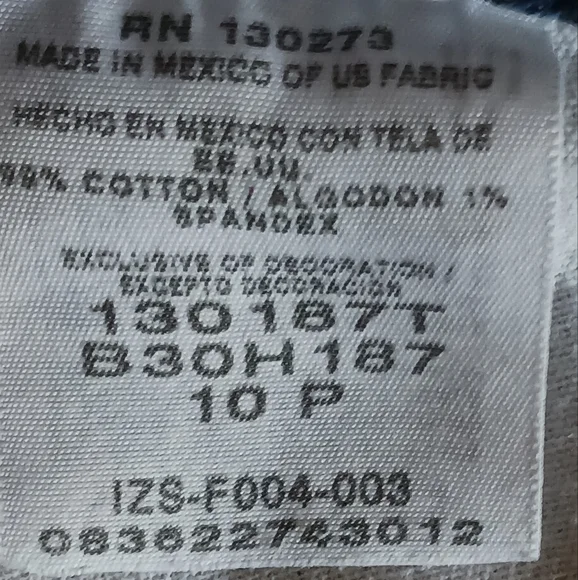 RN 130273
MADE IN MEXICO OF US FABRIC
HECHO EN MEXICO CON TELA DE
EE.UU.
99% COTTON / ALGODON 1%
SPANDEX
EXCLUSIVE OF DECORATION /
EXCEPTO DECORACION
130187T
B30H187
10 P
IZS-F004-003
083622763012